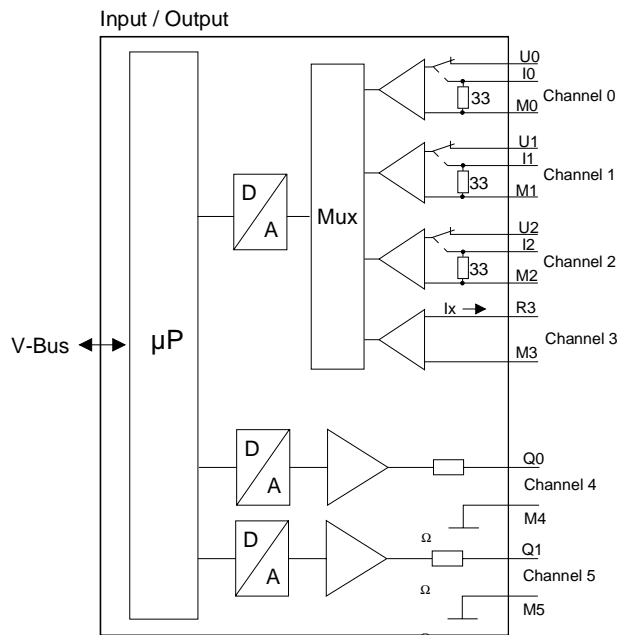 Input / Output
U0
I0
33
Channel 0
M0
U1
I1
33
Channel 1
M1
D
A
Mux
U2
I2
33
Channel 2
M2
Ix
R3
V-Bus
µP
Channel 3
M3
D
A
Q0
Channel 4
M4
D
A
Ω
Q1
Channel 5
Ω
M5
Ω